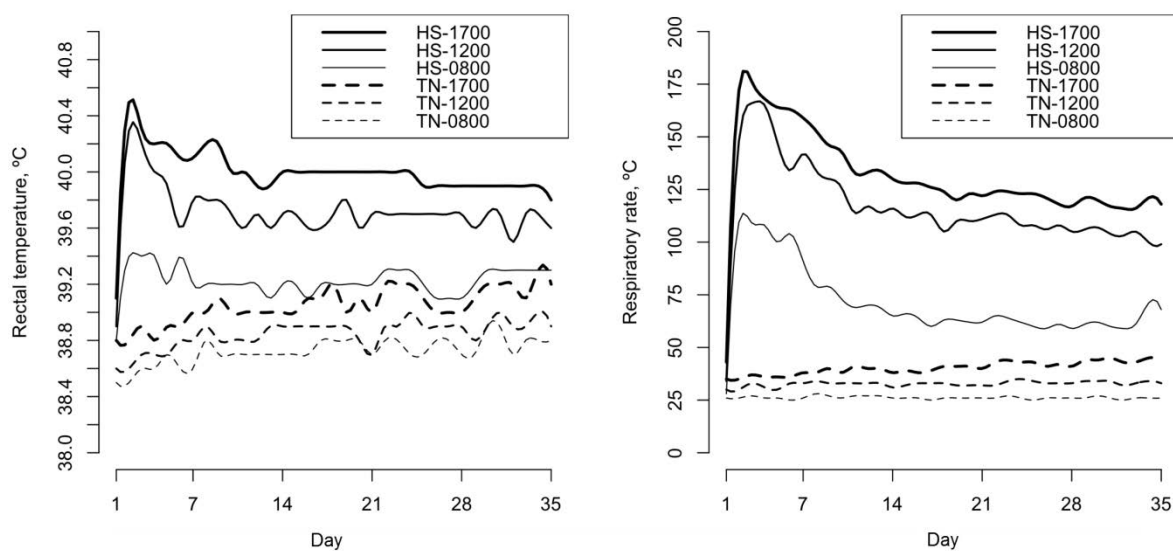 HS-1700
HS-1200
HS-0800
TN-1700
TN-1200
TN-0800
Rectal temperature, ºC
40.8
40.4
40.0
39.6
39.2
38.8
38.4
38.0
1
7
14
21
28
35
Day
HS-1700
HS-1200
HS-0800
TN-1700
TN-1200
TN-0800
Respiratory rate, ºC
200
175
150
125
100
75
50
25
0
1
7
14
21
28
35
Day